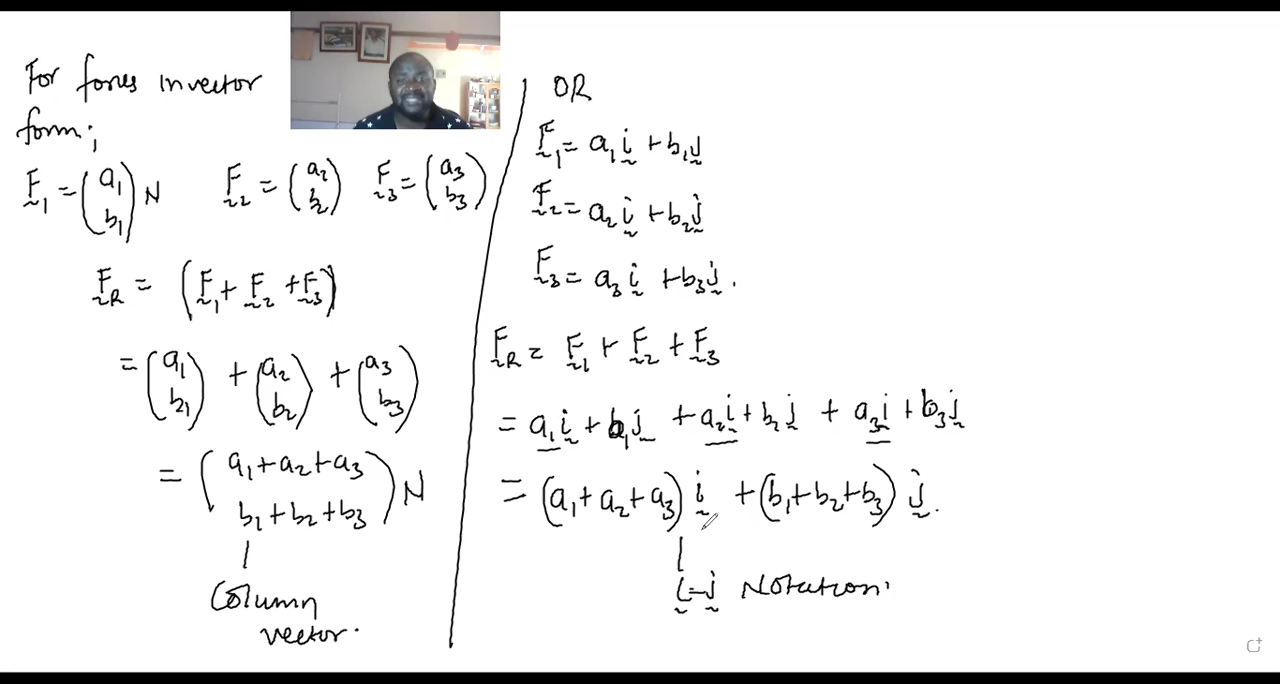 For forces in vector
form;
F₁ = (a₁ b₁) N F₂ = (a₂ b₂) F₃ = (a₃ b₃)
F_R = (F₁ + F₂ + F₃)
= (a₁ b₁) + (a₂ b₂) + (a₃ b₃)
= (a₁+a₂+a₃ b₁+b₂+b₃) N
Column
vector.
OR
F₁ = a₁i + b₁j
F₂ = a₂i + b₂j
F₃ = a₃i + b₃j.
F_R = F₁ + F₂ + F₃
= a₁i + b₁j + a₂i + b₂j + a₃i + b₃j
= (a₁+a₂+a₃) i + (b₁+b₂+b₃) j.
i-j Notation.